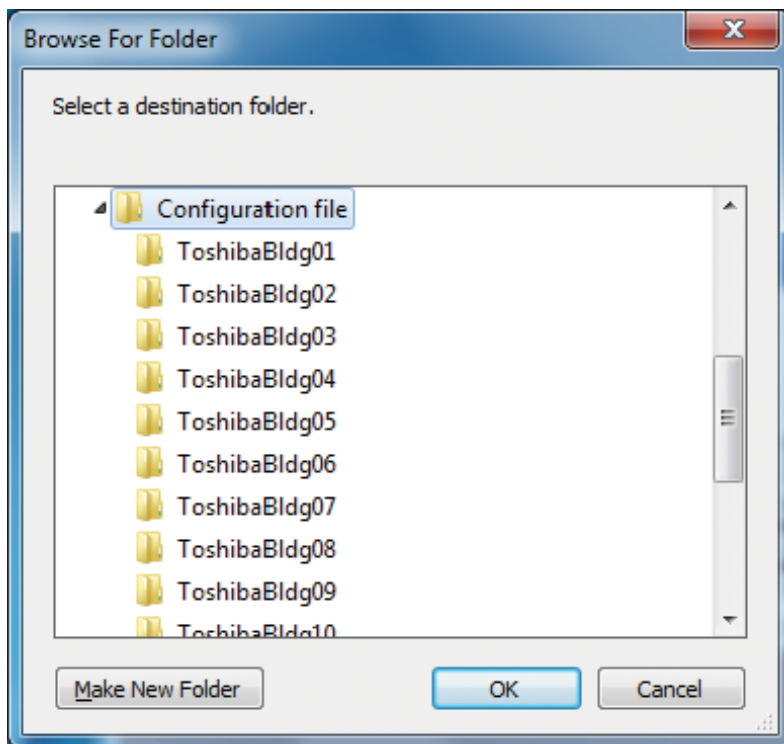 Browse For Folder
Select a destination folder.
Configuration file
ToshibaBldg01
ToshibaBldg02
ToshibaBldg03
ToshibaBldg04
ToshibaBldg05
ToshibaBldg06
ToshibaBldg07
ToshibaBldg08
ToshibaBldg09
ToshibaBldg10
Make New Folder OK Cancel